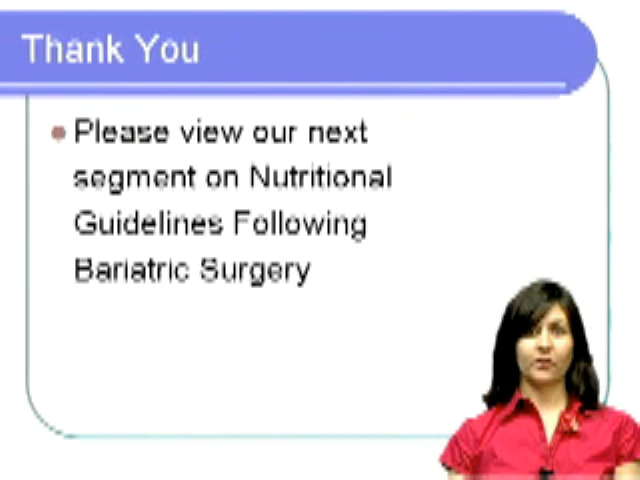 Thank You
Please view our next
segment on Nutritional
Guidelines Following
Bariatric Surgery